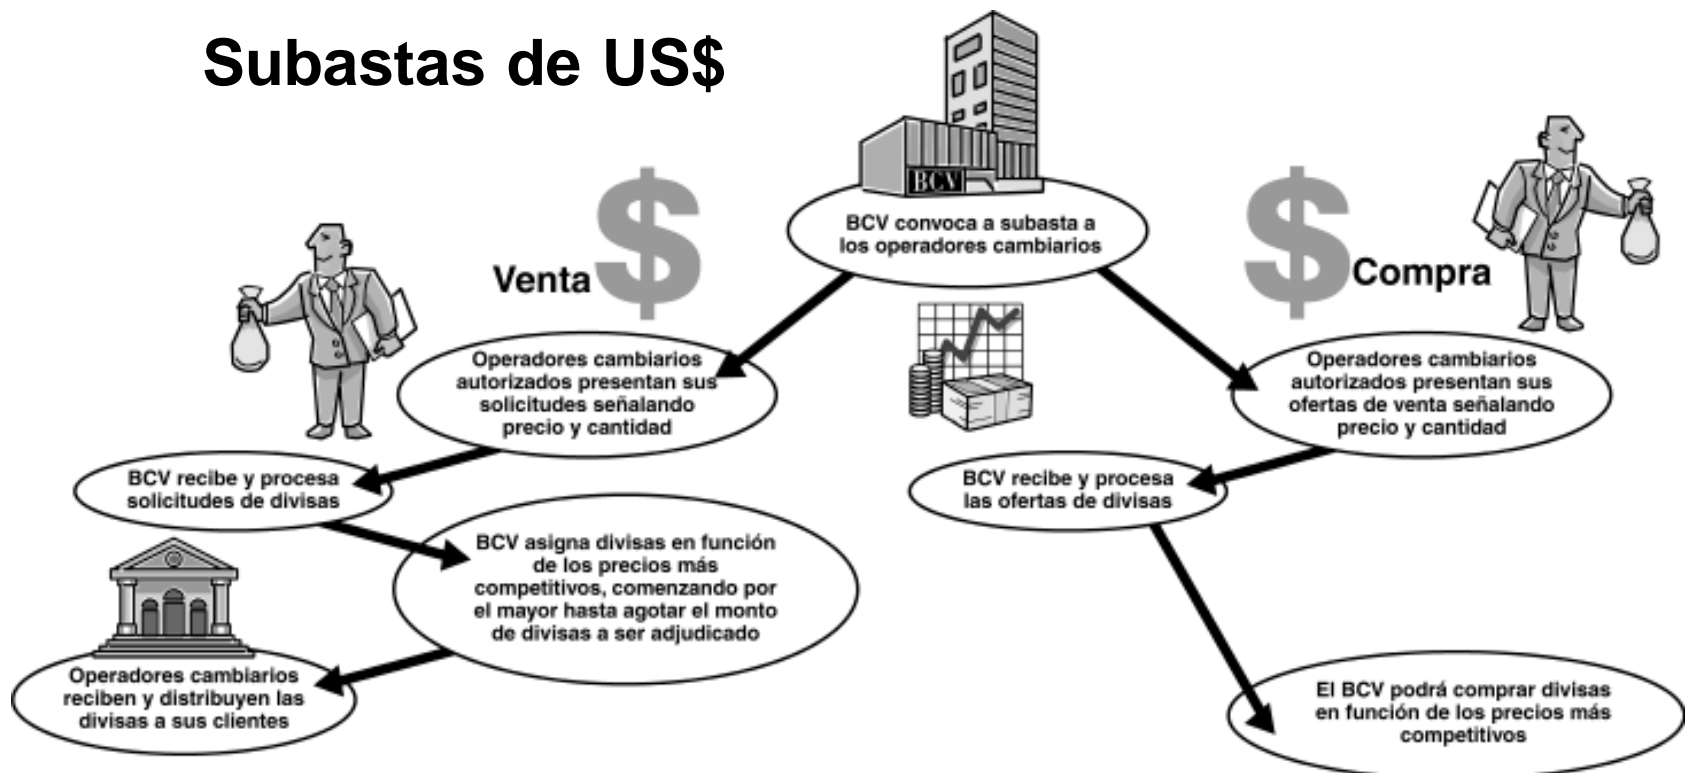 Subastas de US$
BCV
BCV convoca a subasta a
los operadores cambiarios
Venta
$
$
Compra
Operadores cambiarios
autorizados presentan sus
solicitudes señalando
precio y cantidad
Operadores cambiarios
autorizados presentan sus
ofertas de venta señalando
precio y cantidad
BCV recibe y procesa
solicitudes de divisas
BCV recibe y procesa
las ofertas de divisas
BCV asigna divisas en función
de los precios más
competitivos, comenzando por
el mayor hasta agotar el monto
de divisas a ser adjudicado
Operadores cambiarios
reciben y distribuyen las
divisas a sus clientes
El BCV podrá comprar divisas
en función de los precios más
competitivos